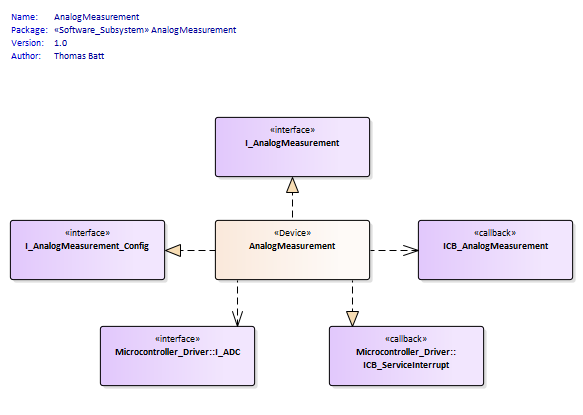 Name: AnalogMeasurement
Package: «Software_Subsystem» AnalogMeasurement
Version: 1.0
Author: Thomas Batt
«interface»
I_AnalogMeasurement
«interface»
I_AnalogMeasurement_Config
«Device»
AnalogMeasurement
«callback»
ICB_AnalogMeasurement
«interface»
Microcontroller_Driver::I_ADC
«callback»
Microcontroller_Driver::
ICB_ServiceInterrupt